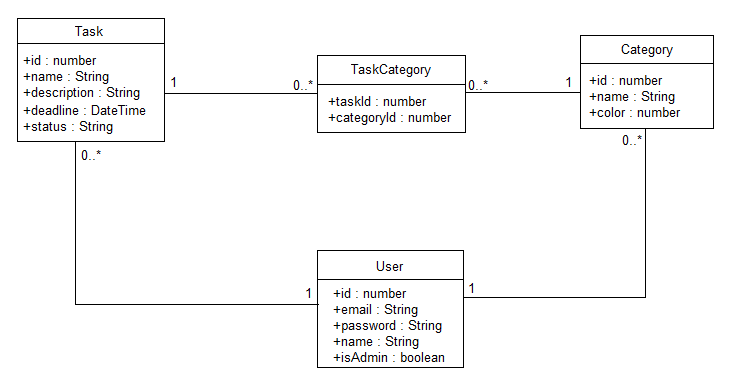 Task
+id : number
+name : String
+description : String
+deadline : DateTime
+status : String
1
0..*
TaskCategory
+taskId : number
+categoryId : number
0..*
1
Category
+id : number
+name : String
+color : number
0..*
0..*
User
+id : number
+email : String
+password : String
+name : String
+isAdmin : boolean
1
1